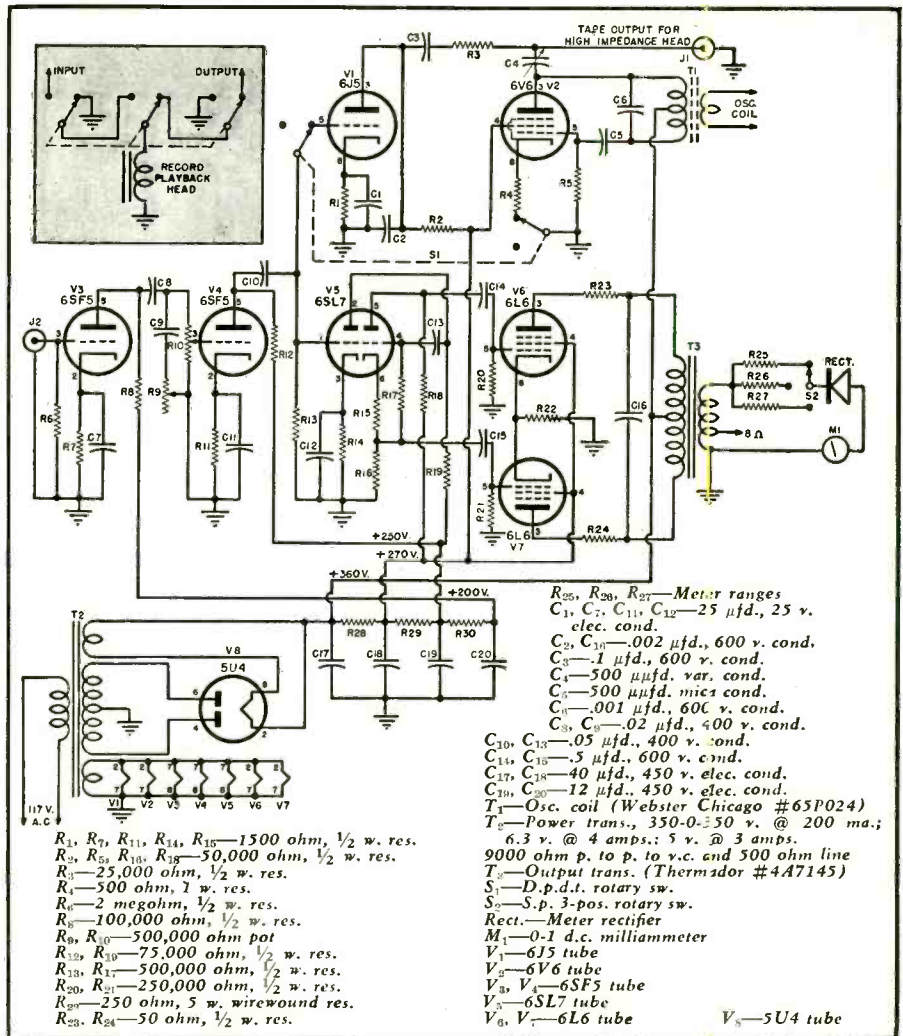 TAPE OUTPUT FOR
HIGH IMPEDANCE HEAD
J1
INPUT
OUTPUT
RECORD
PLAYBACK
HEAD
V1
6J5
C3
R3
C4
6V6 V2
C6
T1
OSC.
COIL
C5
R1
C1
C2
R2
R4
R5
S1
J2
V3
6SF5
C8
C9
R10
R9
R8
R6
R7
C7
V4
6SF5
C10
R12
R11
C11
V5
6SL7
R13
C12
R14
R15
R16
R17
C13
R18
R19
C14
C15
R20
R21
V6
6L6
R22
6L6
V7
R23
R24
C16
T3
R25
R26
R27
S2
RECT.
8 Ω
M1
+250V.
+270V.
+360V.
+200V.
R28
R29
R30
C17
C18
C19
C20
T2
V8
5U4
117 V.
A.C
V1 V2 V3 V4 V5 V6 V7
R25, R26, R27—Meter ranges
C1, C7, C11, C12—25 µfd., 25 v.
elec. cond.
C2, C16—.002 µfd., 600 v. cond.
C3—.1 µfd., 600 v. cond.
C4—500 µµfd. var. cond.
C5—500 µµfd. mica cond.
C6—.001 µfd., 600 v. cond.
C8, C9—.02 µfd., 400 v. cond.
C10, C13—.05 µfd., 400 v. cond.
C14, C15—.5 µfd., 600 v. cond.
C17, C18—40 µfd., 450 v. elec. cond.
C19, C20—12 µfd., 450 v. elec. cond.
T1—Osc. coil (Webster Chicago #65P024)
T2—Power trans., 350-0-350 v. @ 200 ma.;
6.3 v. @ 4 amps.; 5 v. @ 3 amps.
9000 ohm p. to p. to v.c. and 500 ohm line
T3—Output trans. (Thermador #4A7145)
S1—D.p.d.t. rotary sw.
S2—S.p. 3-pos. rotary sw.
Rect.—Meter rectifier
M1—0-1 d.c. milliammeter
V1—6J5 tube
V2—6V6 tube
V3, V4—6SF5 tube
V5—6SL7 tube
V6, V7—6L6 tube V8—5U4 tube
R1, R7, R11, R14, R15—1500 ohm, ½ w. res.
R2, R5, R16, R18—50,000 ohm, ½ w. res.
R3—25,000 ohm, ½ w. res.
R4—500 ohm, 1 w. res.
R6—2 megohm, ½ w. res.
R8—100,000 ohm, ½ w. res.
R9, R10—500,000 ohm pot
R12, R19—75,000 ohm, ½ w. res.
R13, R17—500,000 ohm, ½ w. res.
R20, R21—250,000 ohm, ½ w. res.
R22—250 ohm, 5 w. wirewound res.
R23, R24—50 ohm, ½ w. res.